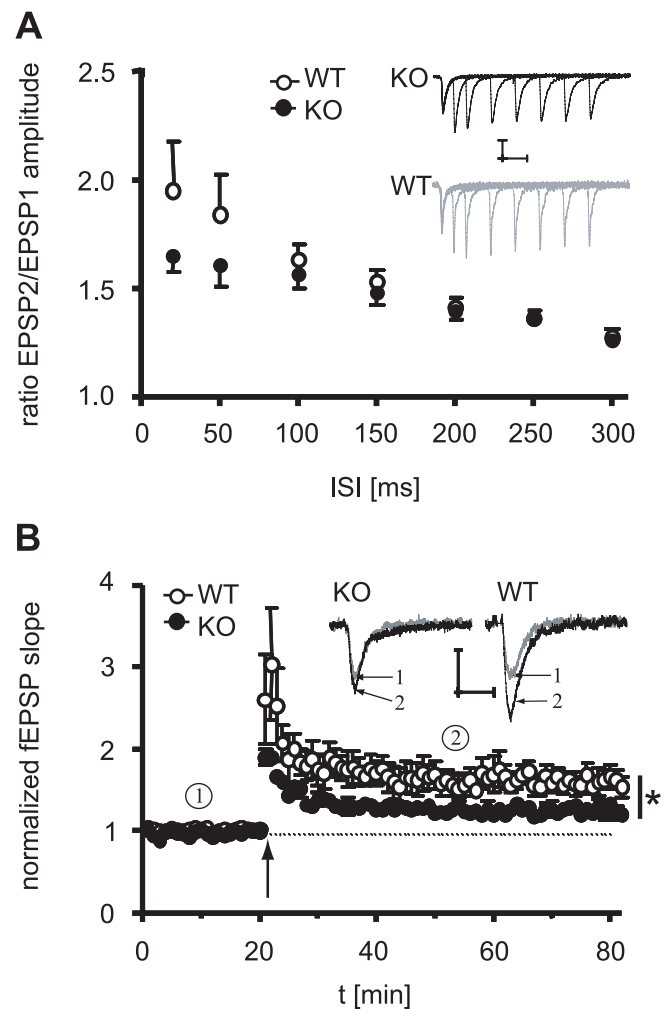 A
ratio EPSP2/EPSP1 amplitude
2.5
2.0
1.5
1.0
WT
KO
KO
WT
0 50 100 150 200 250 300
ISI [ms]
B
normalized fEPSP slope
4
3
2
1
0
WT
KO
KO
WT
1
2
1
2
1
2
*
0 20 40 60 80
t [min]